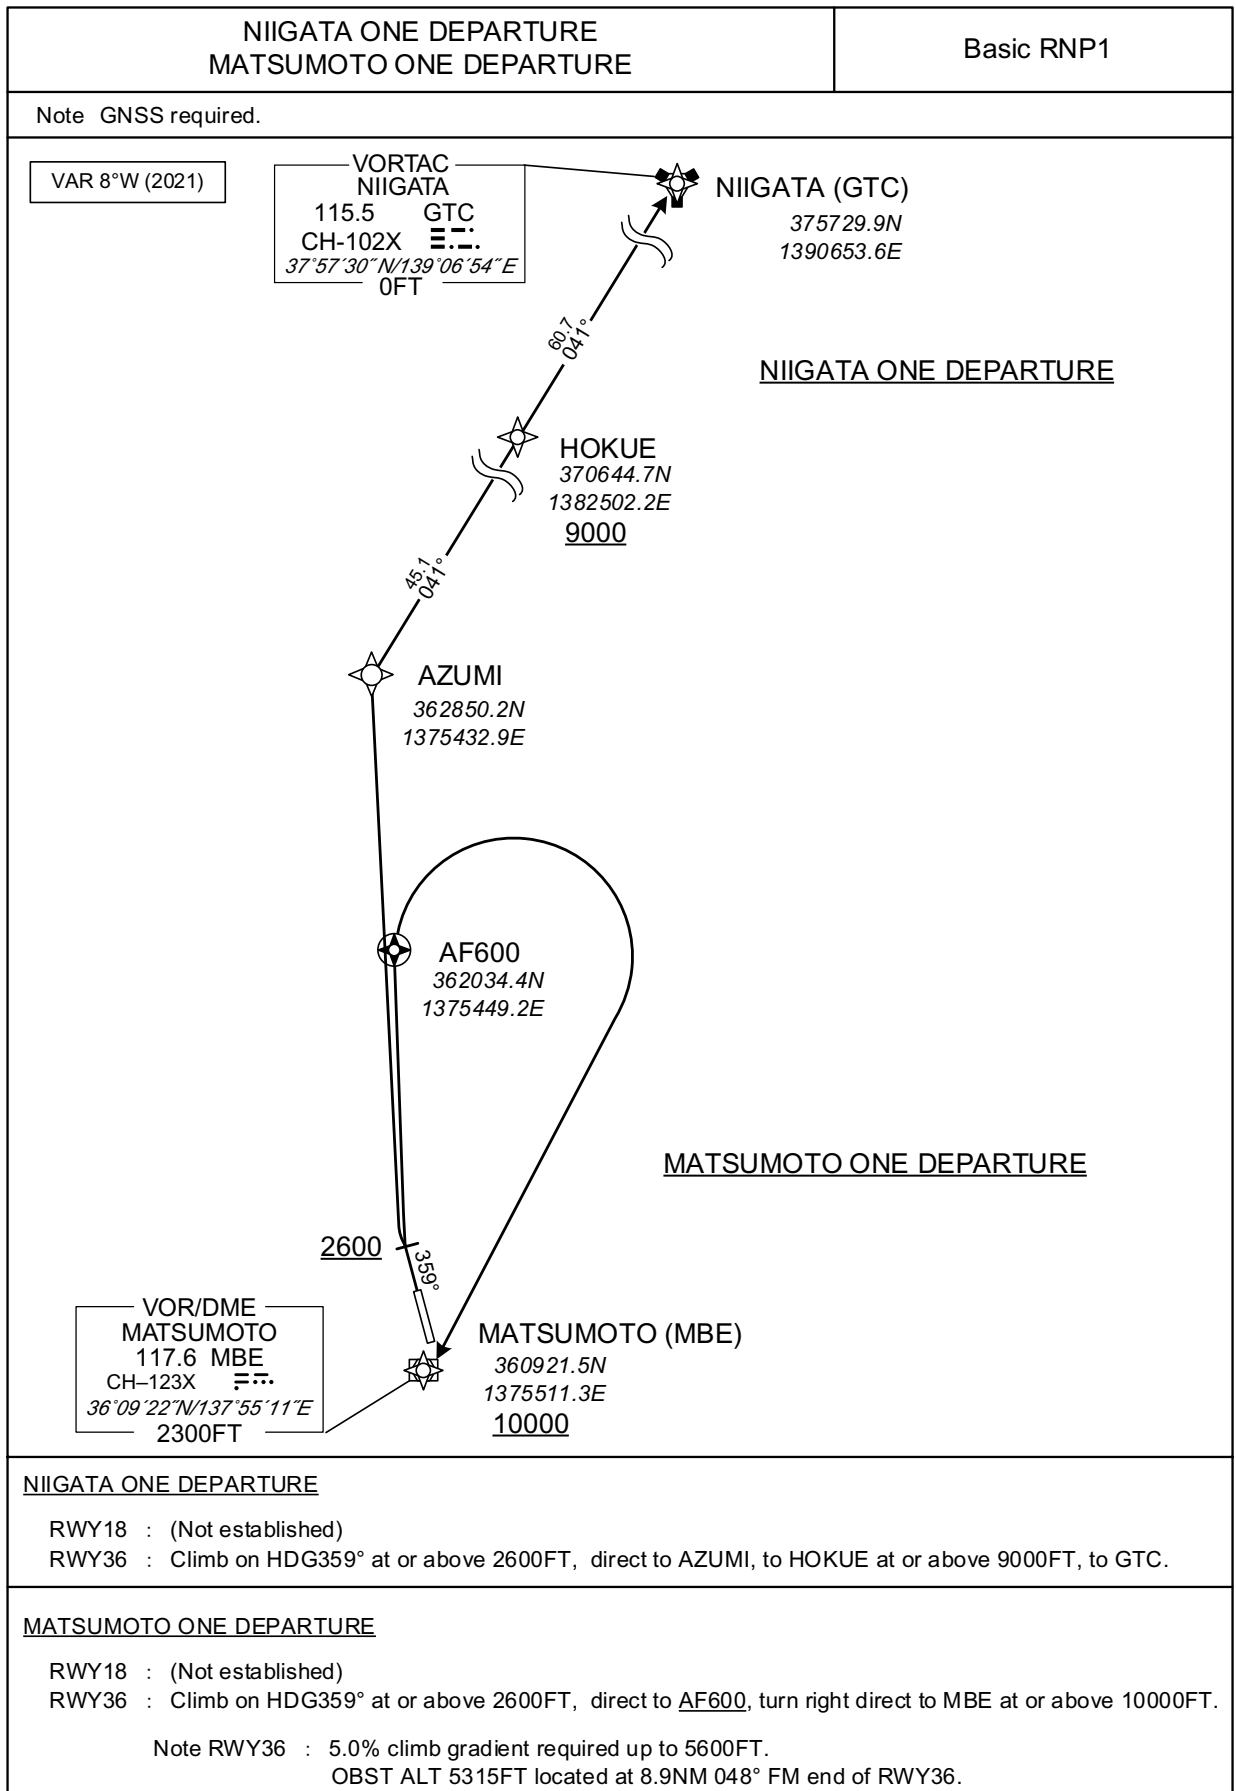 NIIGATA ONE DEPARTURE
MATSUMOTO ONE DEPARTURE
Basic RNP1
Note GNSS required.
VAR 8°W (2021)
VORTAC
NIIGATA
115.5 GTC
CH-102X
37°57′30″N/139°06′54″E
0FT
NIIGATA (GTC)
375729.9N
1390653.6E
60.7
041°
NIIGATA ONE DEPARTURE
HOKUE
370644.7N
1382502.2E
9000
45.1
041°
AZUMI
362850.2N
1375432.9E
AF600
362034.4N
1375449.2E
MATSUMOTO ONE DEPARTURE
2600
359°
VOR/DME
MATSUMOTO
117.6 MBE
CH–123X
36°09′22″N/137°55′11″E
2300FT
MATSUMOTO (MBE)
360921.5N
1375511.3E
10000
NIIGATA ONE DEPARTURE
RWY18 : (Not established)
RWY36 : Climb on HDG359° at or above 2600FT, direct to AZUMI, to HOKUE at or above 9000FT, to GTC.
MATSUMOTO ONE DEPARTURE
RWY18 : (Not established)
RWY36 : Climb on HDG359° at or above 2600FT, direct to AF600, turn right direct to MBE at or above 10000FT.
Note RWY36 : 5.0% climb gradient required up to 5600FT.
OBST ALT 5315FT located at 8.9NM 048° FM end of RWY36.